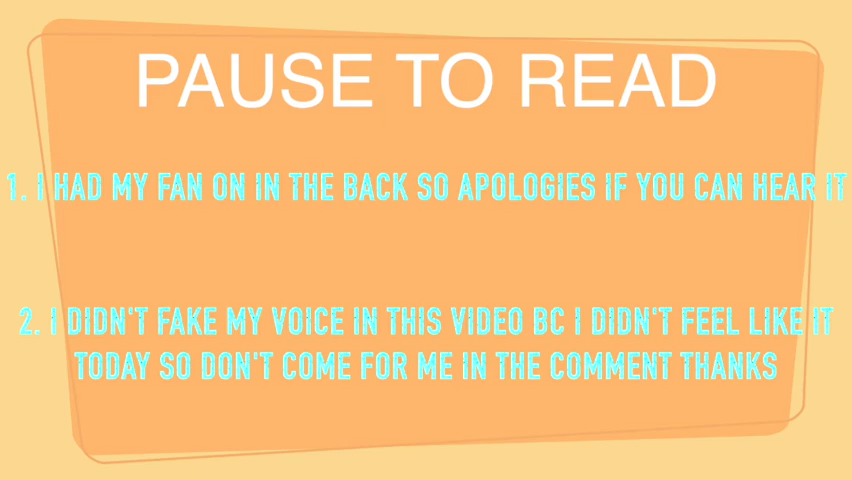 PAUSE TO READ
1. I HAD MY FAN ON IN THE BACK SO APOLOGIES IF YOU CAN HEAR IT
2. I DIDN'T FAKE MY VOICE IN THIS VIDEO BC I DIDN'T FEEL LIKE IT
TODAY SO DON'T COME FOR ME IN THE COMMENT THANKS